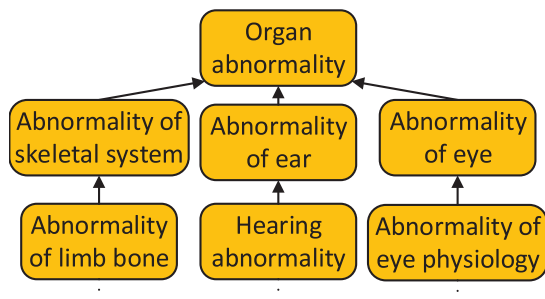 Organ
abnormality
Abnormality of
skeletal system
Abnormality
of ear
Abnormality
of eye
Abnormality
of limb bone
Hearing
abnormality
Abnormality of
eye physiology